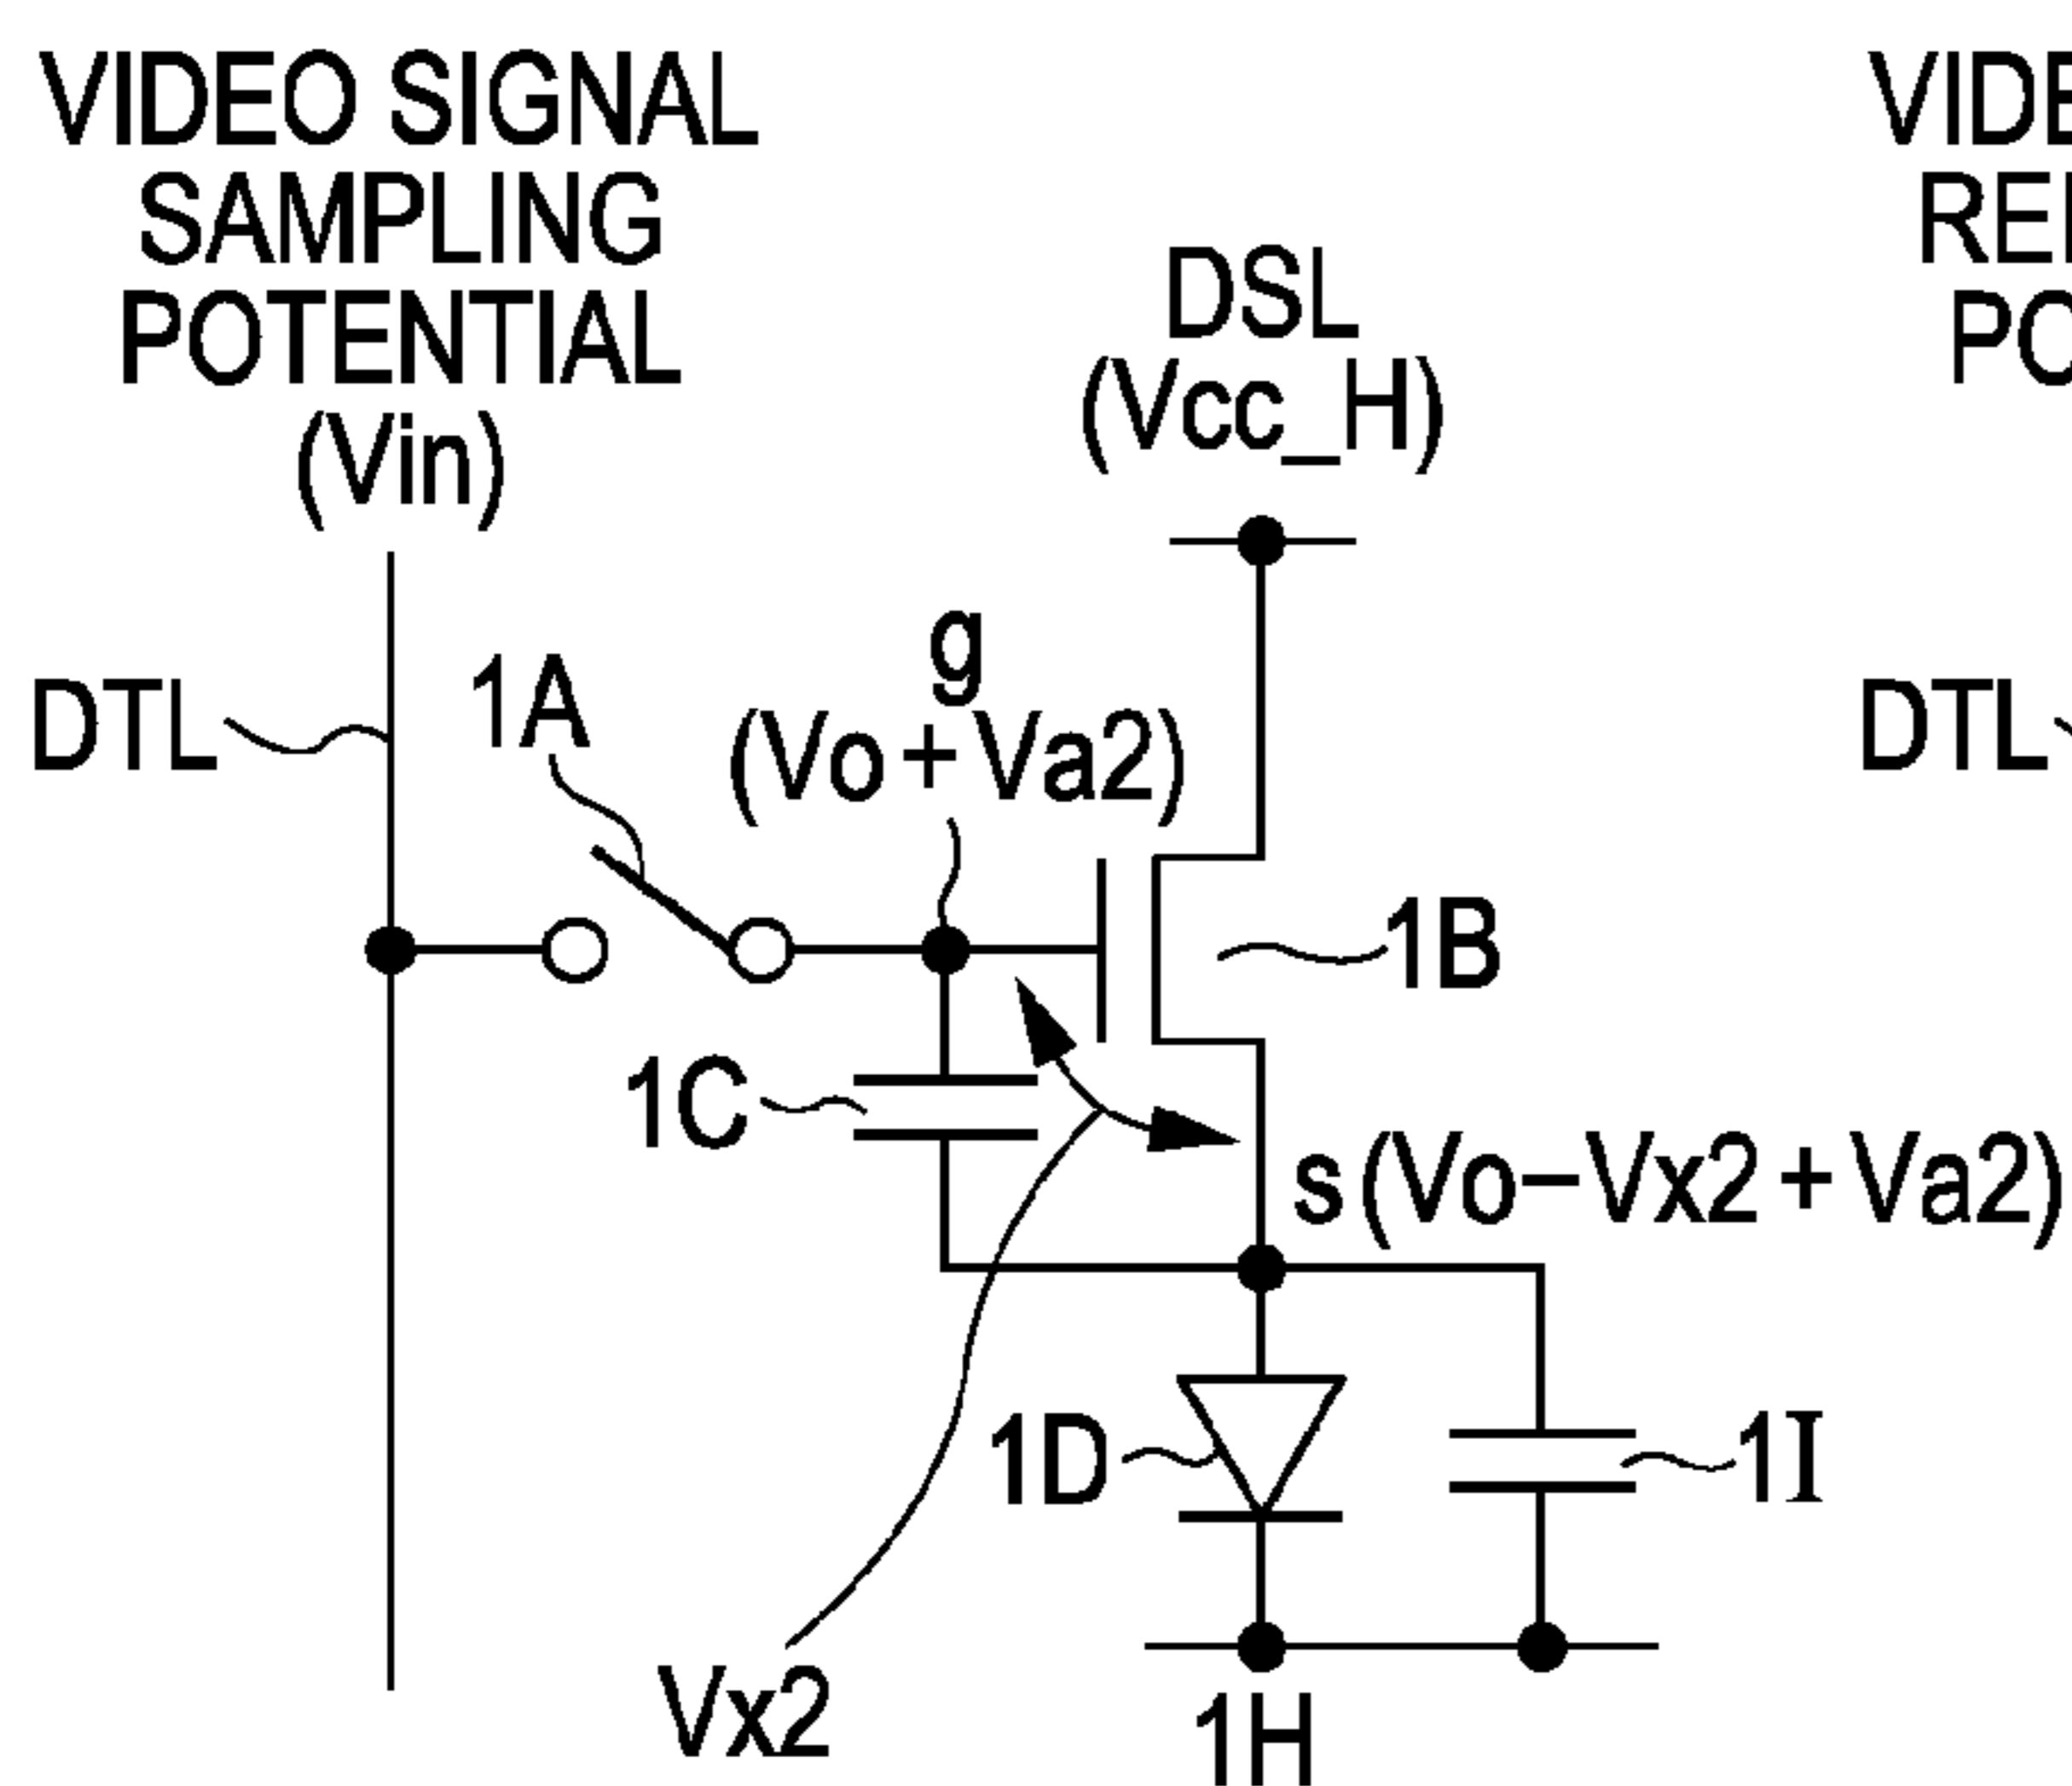 VIDEO SIGNAL
SAMPLING
POTENTIAL
(Vin)
DSL
(Vcc_H)
g
(Vo + Va2)
DTL
1A
1B
1C
s (Vo – Vx2 + Va2)
1D
1I
Vx2
1H
DTL